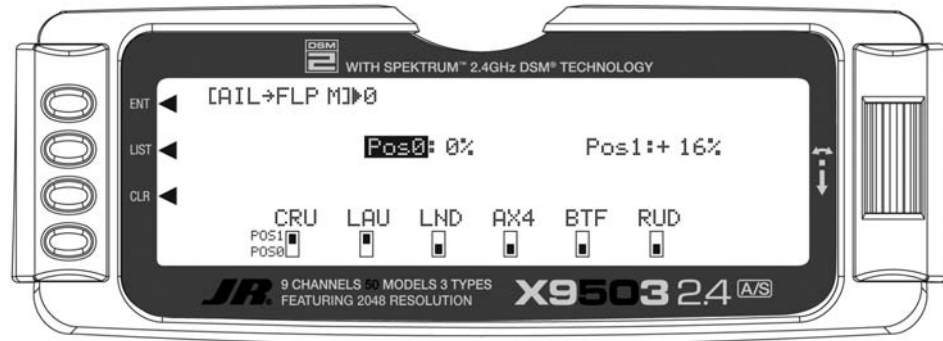 DSM
2 WITH SPEKTRUM™ 2.4GHz DSM® TECHNOLOGY
ENT
[AIL→FLP M]▶0
LIST
Pos0: 0% Pos1:+ 16%
CLR
CRU LAU LND AX4 BTF RUD
POS1
POS0
JR. 9 CHANNELS 50 MODELS 3 TYPES
FEATURING 2048 RESOLUTION
X9503 2.4 A/S